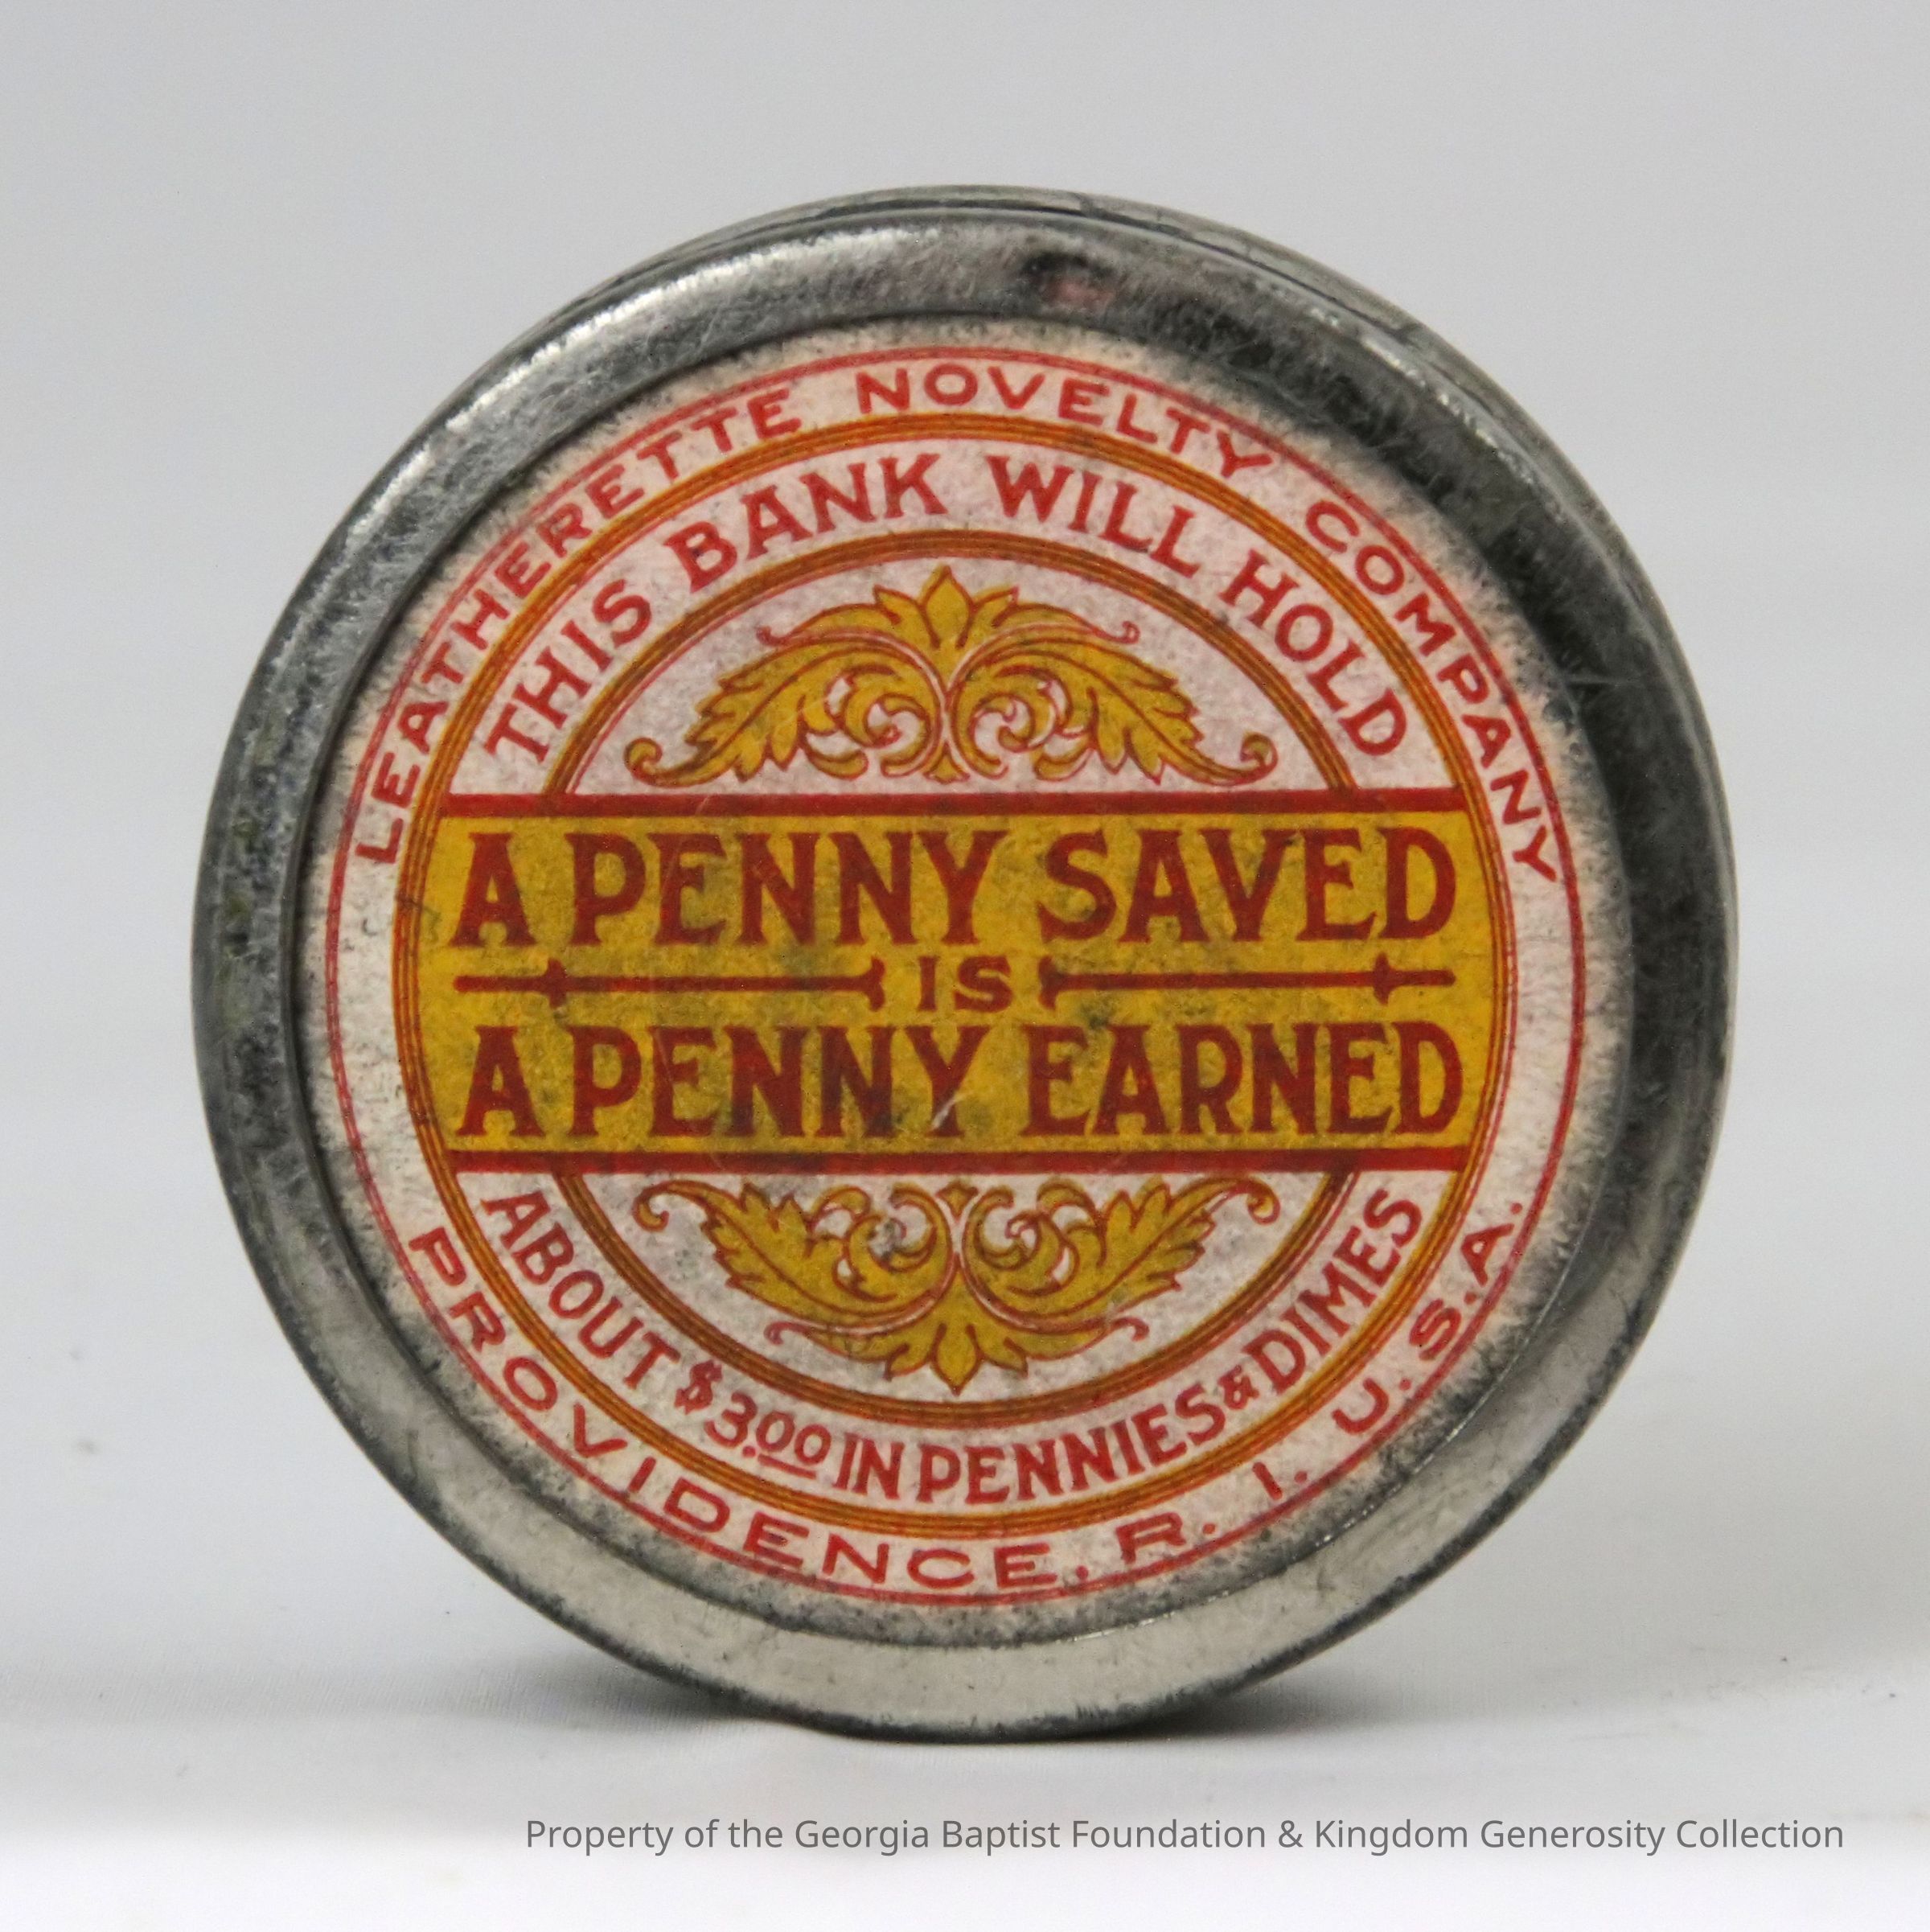 LEATHERETTE NOVELTY COMPANY
THIS BANK WILL HOLD
A PENNY SAVED
IS
A PENNY EARNED
ABOUT $3.00 IN PENNIES & DIMES
PROVIDENCE. R. I. U.S.A.
Property of the Georgia Baptist Foundation & Kingdom Generosity Collection